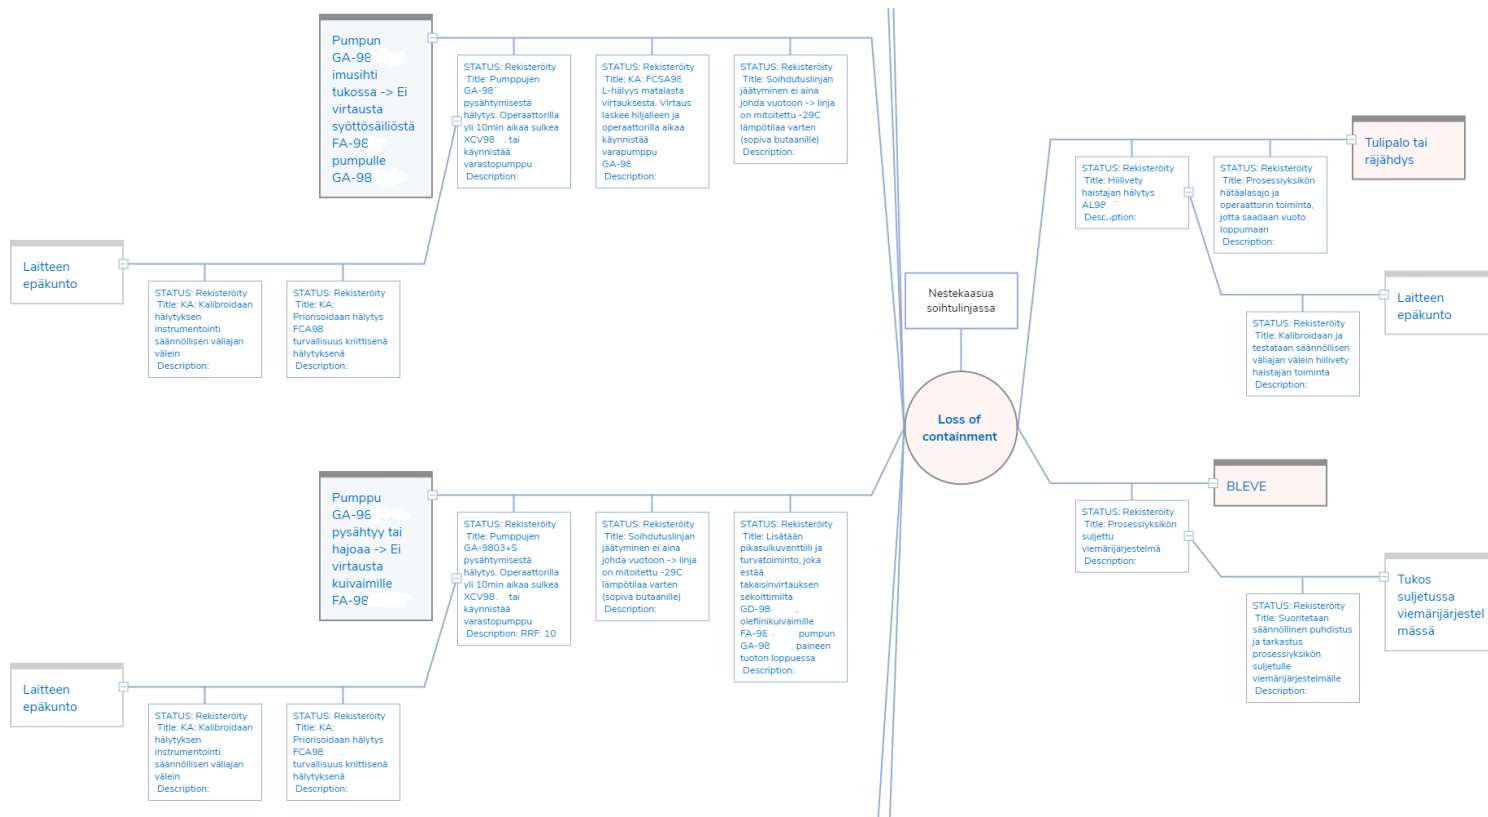 Pumpun
GA-98
imusihti
tukossa -> Ei
virtausta
syöttösäiliöstä
FA-98
pumpulle
GA-98
STATUS: Rekisteröity
Title: Pumppujen
GA-98
pysähtymisestä
hälytys. Operaattorilla
yli 10min aikaa sulkea
XCV98 tai
käynnistää
varastopumppu
Description:
STATUS: Rekisteröity
Title: KA: FCSA98
L-hälyys matalasta
virtauksesta. Virtaus
laskee hiljalleen ja
operaattorilla aikaa
käynnistää
varapumppu
GA-98
Description:
STATUS: Rekisteröity
Title: Soihdutuslinjan
jäätyminen ei aina
johda vuotoon -> linja
on mitoitettu -29C
lämpötilaa varten
(sopiva butaanille)
Description:
Laitteen
epäkunto
STATUS: Rekisteröity
Title: KA: Kalibroidaan
hälytyksen
instrumentointi
säännöllisen väliajan
välein
Description:
STATUS: Rekisteröity
Title: KA:
Priorisoidaan hälytys
FCA98
turvallisuus kriittisenä
hälytyksenä
Description:
Pumppu
GA-98
pysähtyy tai
hajoaa -> Ei
virtausta
kuivaimille
FA-98
STATUS: Rekisteröity
Title: Pumppujen
GA-9803+S
pysähtymisestä
hälytys. Operaattorilla
yli 10min aikaa sulkea
XCV98. tai
käynnistää
varastopumppu
Description: RRF: 10
STATUS: Rekisteröity
Title: Soihdutuslinjan
jäätyminen ei aina
johda vuotoon -> linja
on mitoitettu -29C
lämpötilaa varten
(sopiva butaanille)
Description:
STATUS: Rekisteröity
Title: Lisätään
pikasulkuventtiili ja
turvatoiminto, joka
estää
takaisinvirtauksen
sekoittimilta
GD-98
olefiinikuivaimille
FA-98 pumpun
GA-98 paineen
tuoton loppuessa
Description:
Laitteen
epäkunto
STATUS: Rekisteröity
Title: KA: Kalibroidaan
hälytyksen
instrumentointi
säännöllisen väliajan
välein
Description:
STATUS: Rekisteröity
Title: KA:
Priorisoidaan hälytys
FCA98
turvallisuus kriittisenä
hälytyksenä
Description:
Nestekaasua
soihtulinjassa
Loss of
containment
Tulipalo tai
räjähdys
STATUS: Rekisteröity
Title: Hiilivety
haistajan hälytys
AL98
Description:
STATUS: Rekisteröity
Title: Prosessiyksikön
hätäalasajo ja
operaattorin toiminta,
jotta saadaan vuoto
loppumaan
Description:
Laitteen
epäkunto
STATUS: Rekisteröity
Title: Kalibroidaan ja
testataan säännöllisen
väliajan välein hiilivety
haistajan toiminta
Description:
BLEVE
STATUS: Rekisteröity
Title: Prosessiyksikön
suljettu
viemärijärjestelmä
Description:
Tukos
suljetussa
viemärijärjestel
mässä
STATUS: Rekisteröity
Title: Suoritetaan
säännöllinen puhdistus
ja tarkastus
prosessiyksikön
suljetulle
viemärijärjestelmälle
Description: